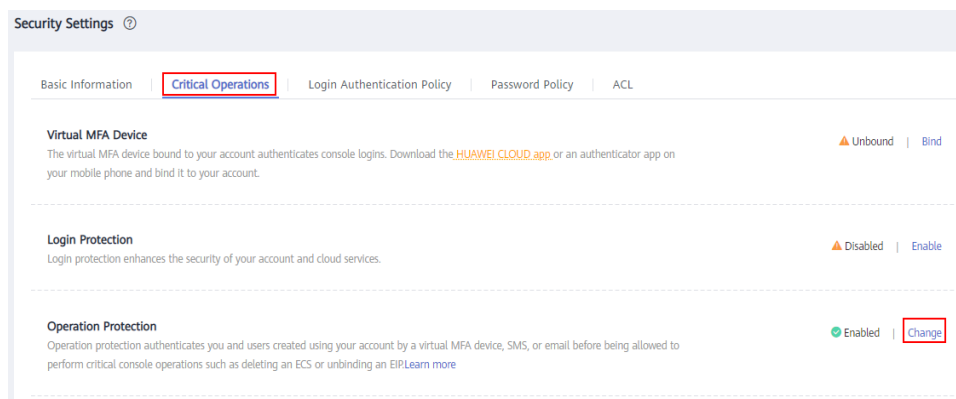 Security Settings ?
Basic Information | Critical Operations | Login Authentication Policy | Password Policy | ACL
Virtual MFA Device
The virtual MFA device bound to your account authenticates console logins. Download the HUAWEI CLOUD app or an authenticator app on
your mobile phone and bind it to your account.
Unbound | Bind
Login Protection
Login protection enhances the security of your account and cloud services.
Disabled | Enable
Operation Protection
Operation protection authenticates you and users created using your account by a virtual MFA device, SMS, or email before being allowed to
perform critical console operations such as deleting an ECS or unbinding an EIP.Learn more
Enabled | Change